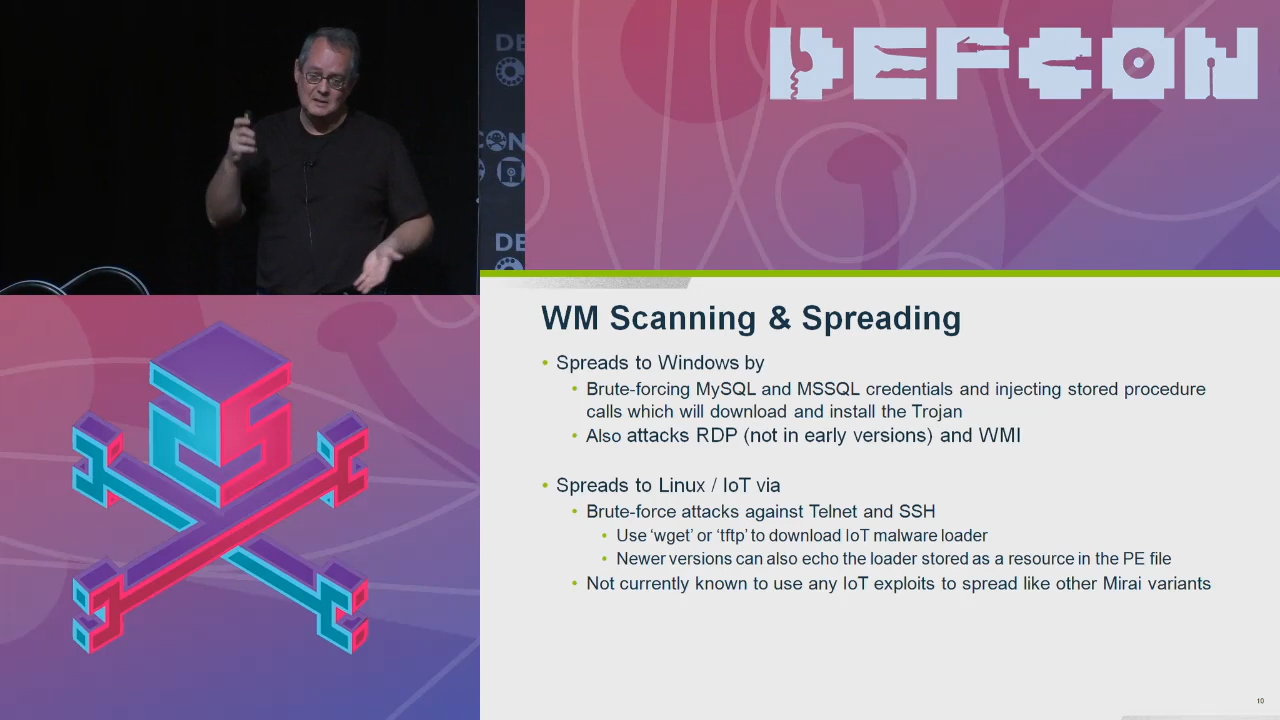 DEFCON
DE
CON
DE
WM Scanning & Spreading
• Spreads to Windows by
• Brute-forcing MySQL and MSSQL credentials and injecting stored procedure
calls which will download and install the Trojan
• Also attacks RDP (not in early versions) and WMI
• Spreads to Linux / IoT via
• Brute-force attacks against Telnet and SSH
• Use ‘wget’ or ‘tftp’ to download IoT malware loader
• Newer versions can also echo the loader stored as a resource in the PE file
• Not currently known to use any IoT exploits to spread like other Mirai variants
10